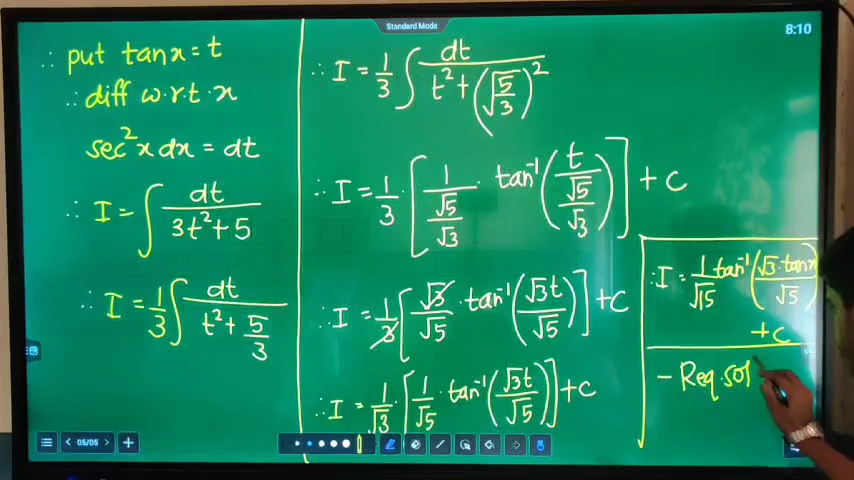 Standard Mode
8:10
∴ put tanx = t
∴ diff w.r.t. x
sec²x dx = dt
∴ I = ∫ dt / (3t² + 5)
∴ I = 1/3 ∫ dt / (t² + 5/3)
∴ I = 1/3 ∫ dt / (t² + (√5/3)²)
∴ I = 1/3 · [1/(√5/√3) · tan⁻¹(t/(√5/√3))] + c
∴ I = 1/3 [√3/√5 · tan⁻¹(√3t/√5)] + c
∴ I = 1/√3 · [1/√5 · tan⁻¹(√3t/√5)] + c
∴ I = 1/√15 tan⁻¹(√3·tanx/√5)
+ c
- Req. sol
05/05